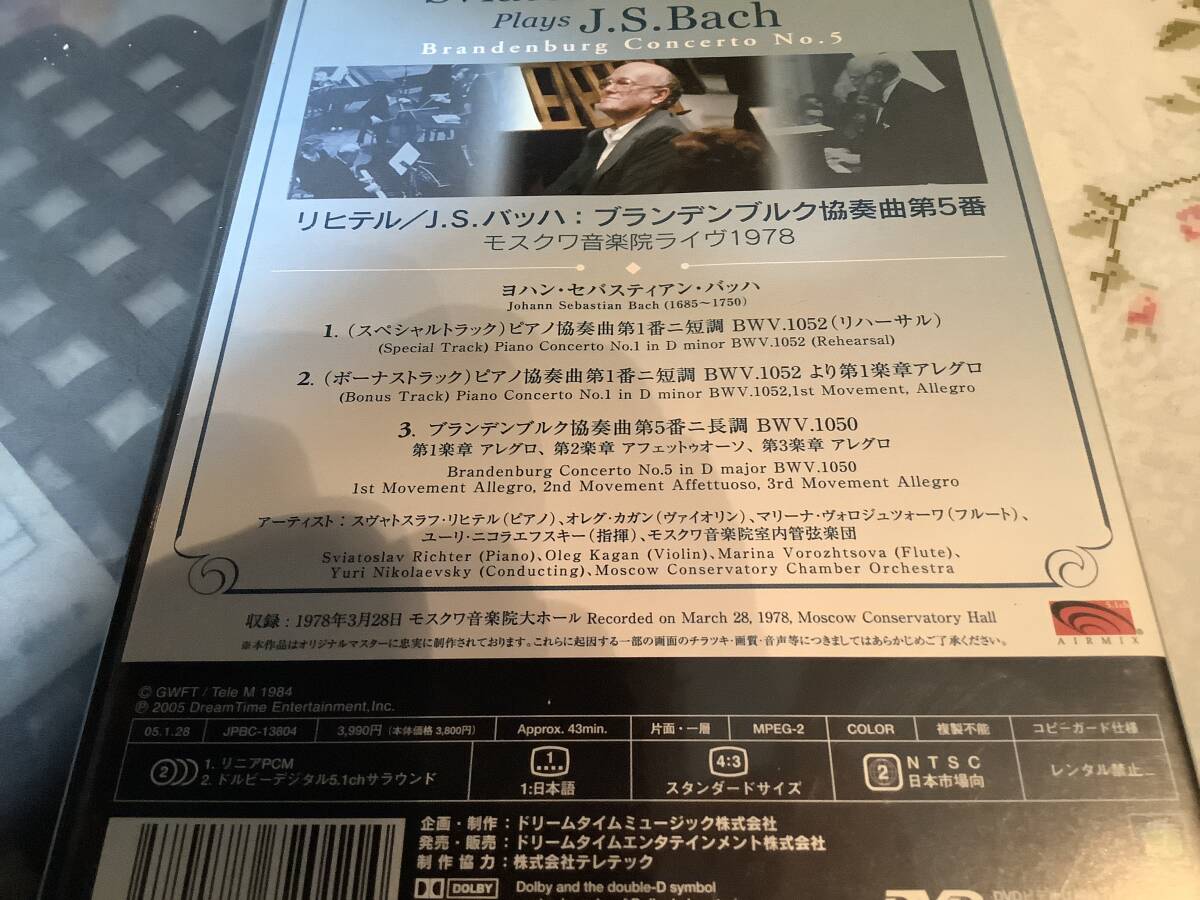 Plays J.S.Bach
Brandenburg Concerto No.5
リヒテル/J.S.バッハ：ブランデンブルク協奏曲第5番
モスクワ音楽院ライヴ1978
ヨハン・セバスティアン・バッハ
Johann Sebastian Bach (1685～1750)
1.（スペシャルトラック）ピアノ協奏曲第1番ニ短調 BWV.1052（リハーサル）
(Special Track) Piano Concerto No.1 in D minor BWV.1052 (Rehearsal)
2.（ボーナストラック）ピアノ協奏曲第1番ニ短調 BWV.1052 より第1楽章アレグロ
(Bonus Track) Piano Concerto No.1 in D minor BWV.1052,1st Movement, Allegro
3. ブランデンブルク協奏曲第5番ニ長調 BWV.1050
第1楽章 アレグロ、第2楽章 アフェットゥオーソ、第3楽章 アレグロ
Brandenburg Concerto No.5 in D major BWV.1050
1st Movement Allegro, 2nd Movement Affettuoso, 3rd Movement Allegro
アーティスト：スヴャトスラフ・リヒテル（ピアノ）、オレグ・カガン（ヴァイオリン）、マリーナ・ヴォロジュツォーワ（フルート）、
ユーリ・ニコラエフスキー（指揮）、モスクワ音楽院室内管弦楽団
Sviatoslav Richter (Piano)、Oleg Kagan (Violin)、Marina Vorozhtsova (Flute)、
Yuri Nikolaevsky (Conducting)、Moscow Conservatory Chamber Orchestra
収録：1978年3月28日 モスクワ音楽院大ホール Recorded on March 28, 1978, Moscow Conservatory Hall
※本作品はオリジナルマスターに忠実に制作されております。これらに起因する一部の画面のチラツキ・画質・音声等につきましてはあらかじめご了承ください。
5.1ch
AIRMIX
© GWFT / Tele M 1984
℗ 2005 DreamTime Entertainment,Inc.
05.1.28 JPBC-13804 3,990円（本体価格 3,800円） Approx. 43min. 片面・一層 MPEG-2 COLOR 複製不能 コピーガード仕様
2 1. リニアPCM
2. ドルビーデジタル5.1chサラウンド
1....
1:日本語
4:3
スタンダードサイズ
2 NTSC
日本市場向
レンタル禁止
企画・制作：ドリームタイムミュージック株式会社
発売・販売：ドリームタイムエンタテインメント株式会社
制作協力：株式会社テレテック
DOLBY Dolby and the double-D symbol